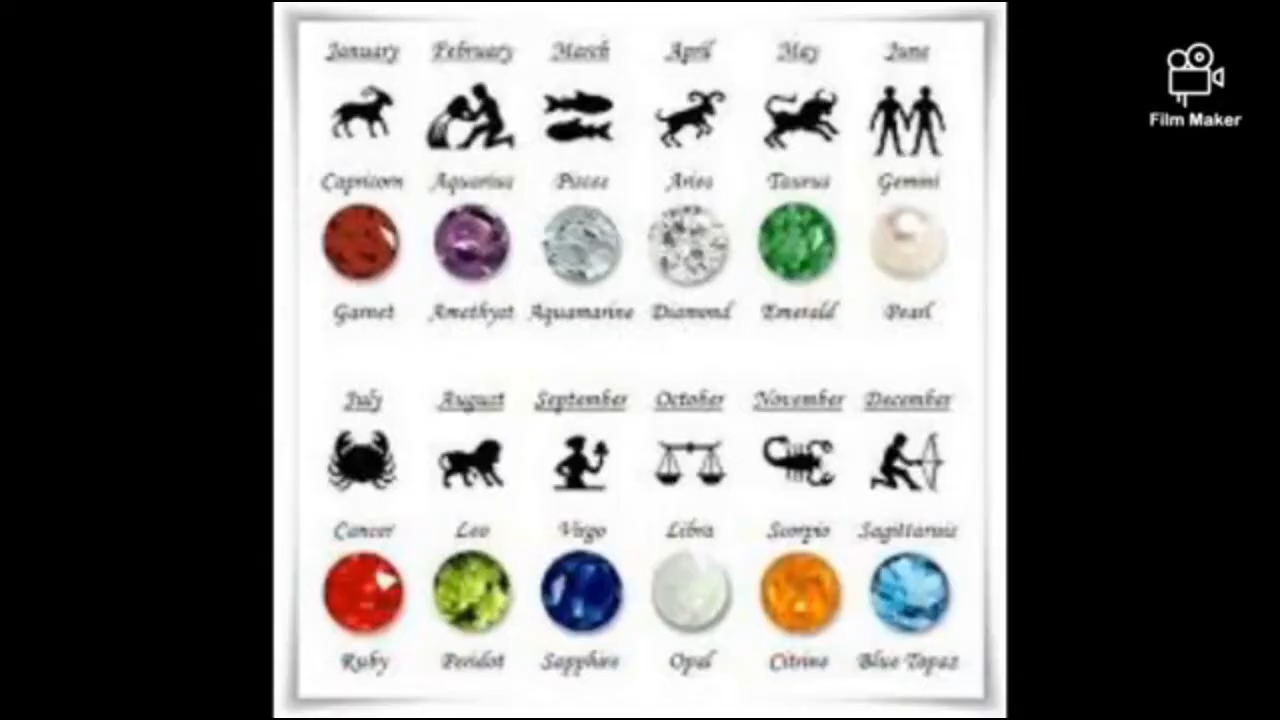 January February March April May June
Capricorn Aquarius Pisces Aries Taurus Gemini
Garnet Amethyst Aquamarine Diamond Emerald Pearl
July August September October November December
Cancer Leo Virgo Libra Scorpio Sagittarius
Ruby Peridot Sapphire Opal Citrine Blue Topaz
Film Maker